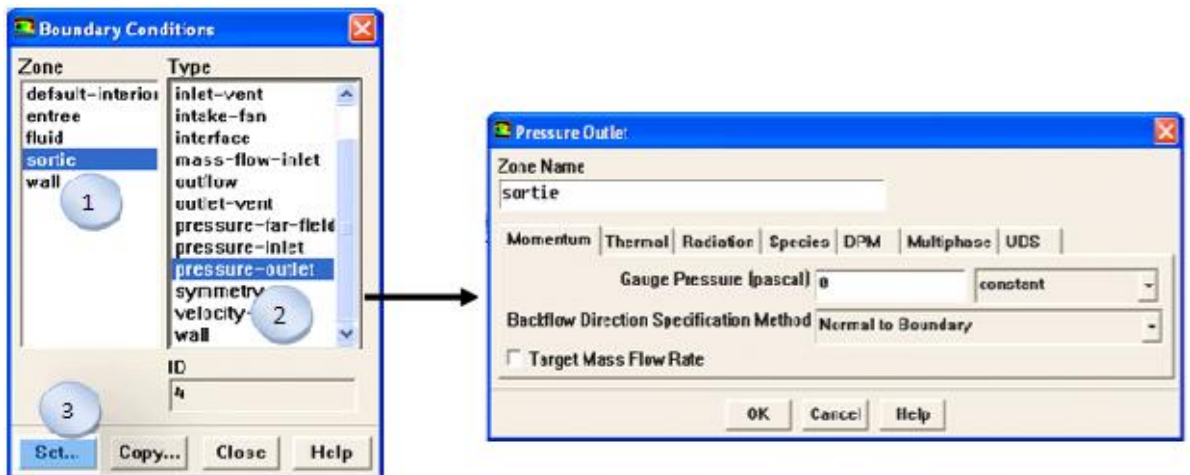 Boundary Conditions
Zone
default-interior
entree
fluid
sortie
wall
1
Type
inlet-vent
intake-fan
interface
mass-flow-inlet
outflow
outlet-vent
pressure-far-field
pressure-inlet
pressure-outlet
symmetry
velocity-
wall
2
ID
4
3
Set...
Copy...
Close
Help
Pressure Outlet
Zone Name
sortie
Momentum
Thermal
Radiation
Species
DPM
Multiphase
UDS
Gauge Pressure (pascal) 0 constant
Backflow Direction Specification Method Normal to Boundary
Target Mass Flow Rate
OK
Cancel
Help